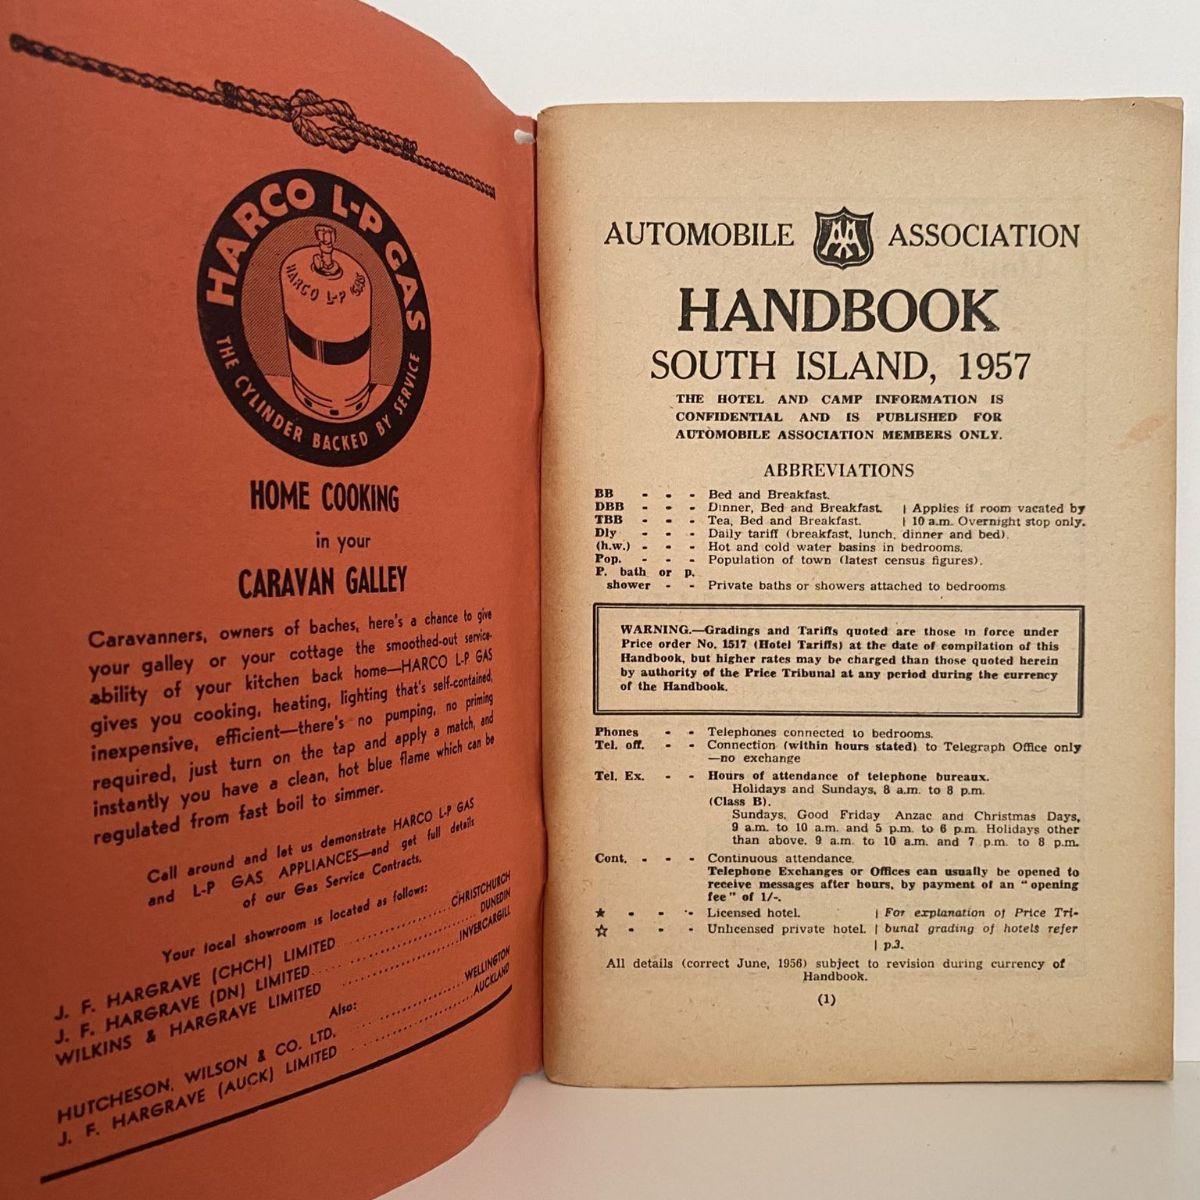 HARCO L-P GAS
THE CYLINDER BACKED BY SERVICE
HARCO L-P GAS
HOME COOKING
in your
CARAVAN GALLEY
Caravanners, owners of baches, here's a chance to give
your galley or your cottage the smoothed-out service-
ability of your kitchen back home—HARCO L-P GAS
gives you cooking, heating, lighting that's self-contained,
inexpensive, efficient—there's no pumping, no priming
required, just turn on the tap and apply a match, and
instantly you have a clean, hot blue flame which can be
regulated from fast boil to simmer.
Call around and let us demonstrate HARCO L-P GAS
and L-P GAS APPLIANCES—and get full details
of our Gas Service Contracts.
Your local showroom is located as follows:
J. F. HARGRAVE (CHCH) LIMITED .................... CHRISTCHURCH
J. F. HARGRAVE (DN) LIMITED .................... DUNEDIN
WILKINS & HARGRAVE LIMITED .................... INVERCARGILL
Also:
HUTCHESON, WILSON & CO. LTD. .................... WELLINGTON
J. F. HARGRAVE (AUCK) LIMITED .................... AUCKLAND
AUTOMOBILE AA ASSOCIATION
HANDBOOK
SOUTH ISLAND, 1957
THE HOTEL AND CAMP INFORMATION IS
CONFIDENTIAL AND IS PUBLISHED FOR
AUTOMOBILE ASSOCIATION MEMBERS ONLY.
ABBREVIATIONS
BB - - - Bed and Breakfast.
DBB - - - Dinner, Bed and Breakfast. | Applies if room vacated by
TBB - - - Tea, Bed and Breakfast. | 10 a.m. Overnight stop only.
Dly - - - Daily tariff (breakfast, lunch, dinner and bed).
(h.w.) - - - Hot and cold water basins in bedrooms.
Pop. - - - Population of town (latest census figures).
P. bath or p.
shower - - Private baths or showers attached to bedrooms
WARNING.—Gradings and Tariffs quoted are those in force under
Price order No. 1517 (Hotel Tariffs) at the date of compilation of this
Handbook, but higher rates may be charged than those quoted herein
by authority of the Price Tribunal at any period during the currency
of the Handbook.
Phones - - Telephones connected to bedrooms.
Tel. off. - - Connection (within hours stated) to Telegraph Office only
—no exchange
Tel. Ex. - - Hours of attendance of telephone bureaux.
Holidays and Sundays, 8 a.m. to 8 p.m.
(Class B).
Sundays, Good Friday Anzac and Christmas Days,
9 a.m. to 10 a.m. and 5 p.m. to 6 p.m. Holidays other
than above, 9 a.m. to 10 a.m. and 7 p.m. to 8 p.m.
Cont. - - - Continuous attendance.
Telephone Exchanges or Offices can usually be opened to
receive messages after hours, by payment of an "opening
fee" of 1/-.
★ - - - Licensed hotel. | For explanation of Price Tri-
☆ - - - Unlicensed private hotel. | bunal grading of hotels refer
| p.3.
All details (correct June, 1956) subject to revision during currency of
Handbook.
(1)